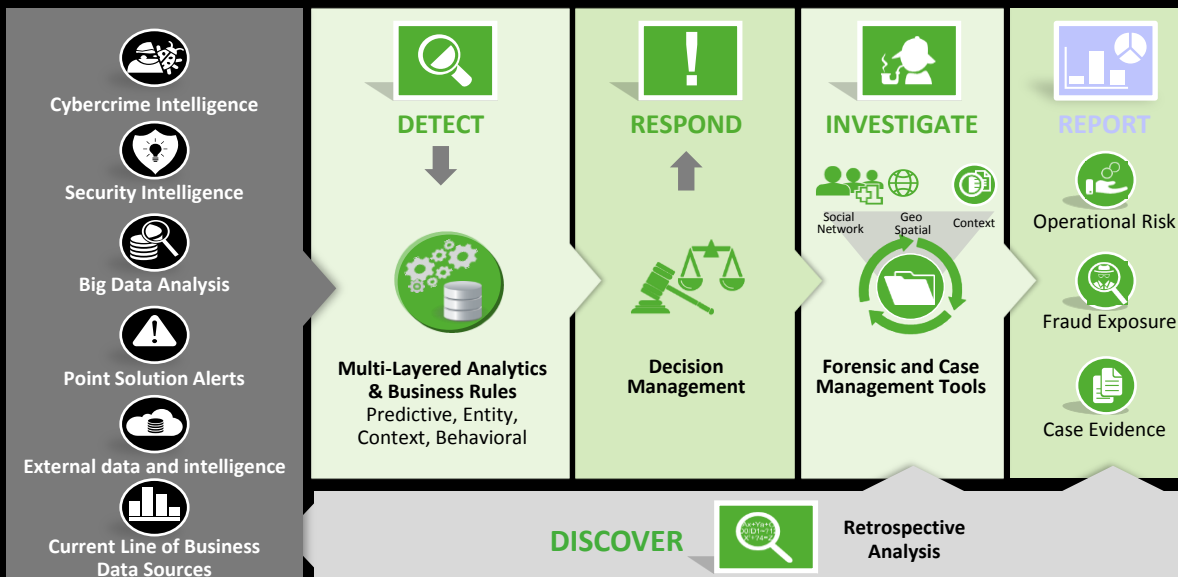 Cybercrime Intelligence
Security Intelligence
Big Data Analysis
Point Solution Alerts
External data and intelligence
Current Line of Business
Data Sources
DETECT
Multi-Layered Analytics
& Business Rules
Predictive, Entity,
Context, Behavioral
RESPOND
Decision
Management
INVESTIGATE
Social
Network
Geo
Spatial
Context
Forensic and Case
Management Tools
REPORT
Operational Risk
Fraud Exposure
Case Evidence
DISCOVER
Retrospective
Analysis